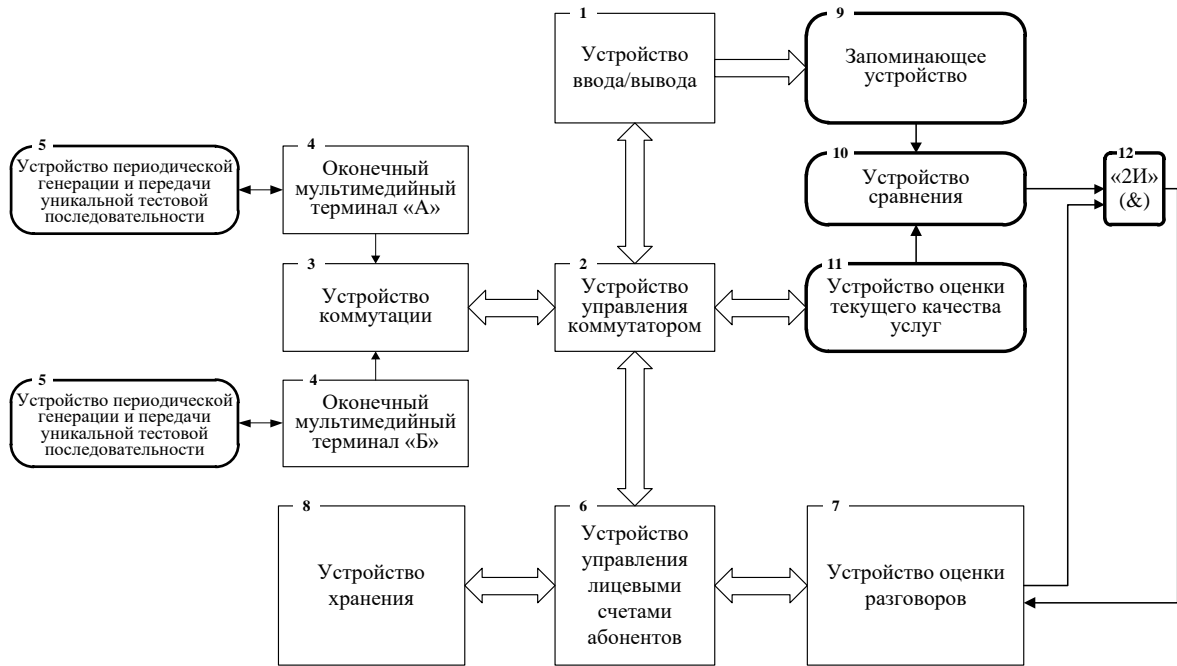 1
Устройство
ввода/вывода
9
Запоминающее
устройство
5
Устройство периодической
генерации и передачи
уникальной тестовой
последовательности
4
Оконечный
мультимедийный
терминал «А»
10
Устройство
сравнения
12
«2И»
(&)
3
Устройство
коммутации
2
Устройство
управления
коммутатором
11
Устройство оценки
текущего качества
услуг
5
Устройство периодической
генерации и передачи
уникальной тестовой
последовательности
4
Оконечный
мультимедийный
терминал «Б»
8
Устройство
хранения
6
Устройство
управления
лицевыми
счетами
абонентов
7
Устройство оценки
разговоров